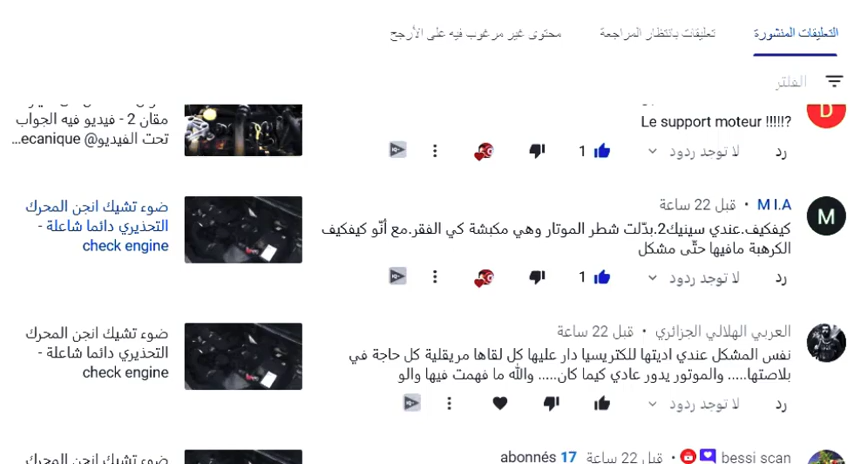 التعليقات المنشورة
تعليقات بانتظار المراجعة
محتوى غير مرغوب فيه على الأرجح
الفلتر
D
Le support moteur !!!!!?
رد
لا توجد ردود
1
مقان 2 - فيديو فيه الجواب
تحت الفيديو@ ecanique...
M
M I.A • قبل 22 ساعة
كيفكيف.عندي سينيك2.بدّلت شطر الموتار وهي مكبشة كي الفقر.مع أنّو كيفكيف
الكرهبة مافيها حتّى مشكل
رد
لا توجد ردود
1
ضوء تشيك انجن المحرك
التحذيري دائما شاعلة -
check engine
العربي الهلالي الجزائري • قبل 22 ساعة
نفس المشكل عندي اديتها للكتريسيا دار عليها كل لقاها مريقلية كل حاجة في
بلاصتها..... والموتور يدور عادي كيما كان..... والله ما فهمت فيها والو
رد
لا توجد ردود
ضوء تشيك انجن المحرك
التحذيري دائما شاعلة -
check engine
bessi scan • قبل 22 ساعة 17 abonnés
ضوء تشيك انجن المحرك